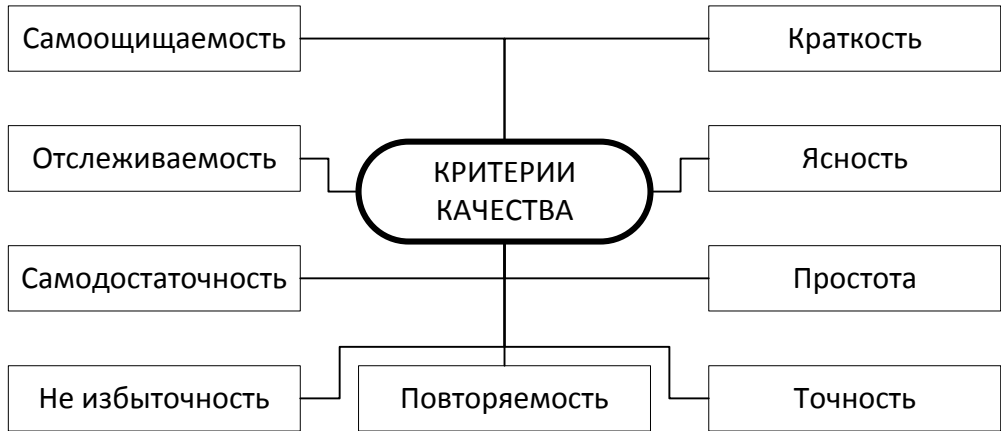 Самоощищаемость
Краткость
Отслеживаемость
КРИТЕРИИ
КАЧЕСТВА
Ясность
Самодостаточность
Простота
Не избыточность
Повторяемость
Точность